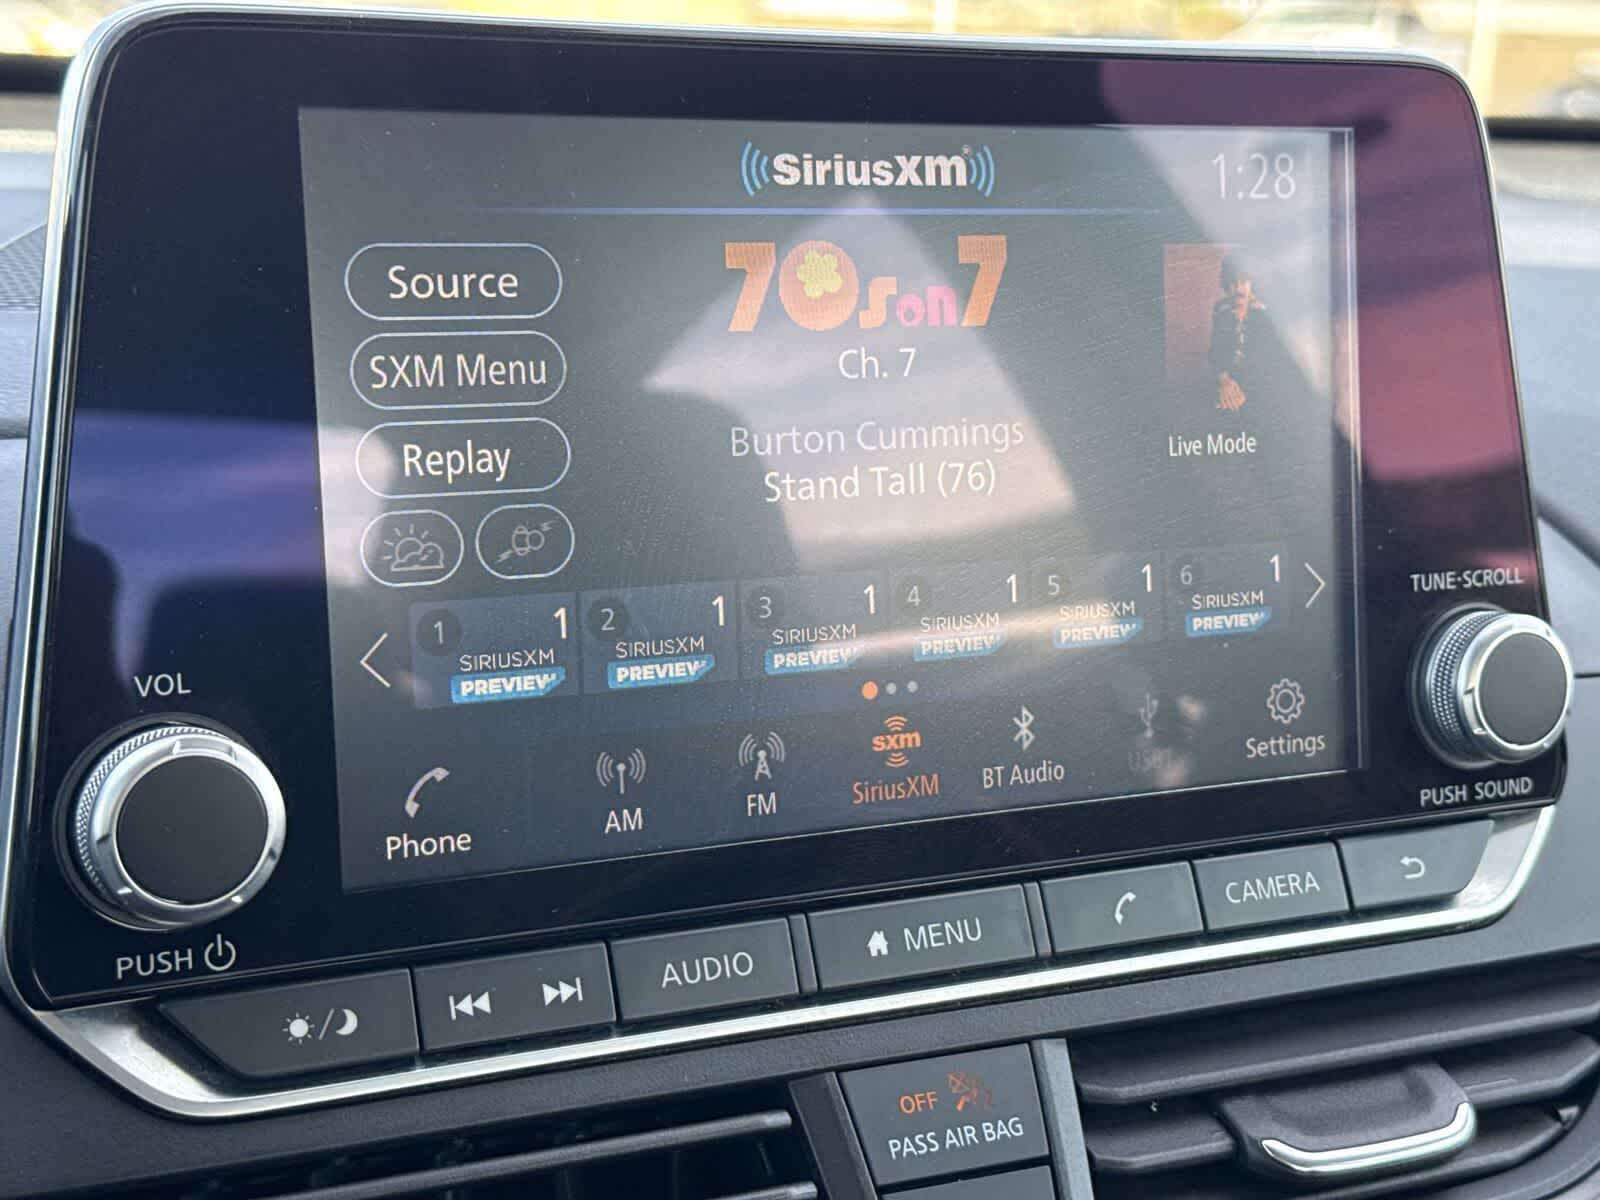 SiriusXM
1:28
Source
70s on 7
SXM Menu
Ch. 7
Replay
Burton Cummings
Stand Tall (76)
Live Mode
1 1 SIRIUSXM PREVIEW
2 1 SIRIUSXM PREVIEW
3 1 SIRIUSXM PREVIEW
4 1 SIRIUSXM PREVIEW
5 1 SIRIUSXM PREVIEW
6 1 SIRIUSXM PREVIEW
Phone
AM
FM
sxm
SiriusXM
BT Audio
Settings
VOL
PUSH
TUNE·SCROLL
PUSH SOUND
AUDIO
MENU
CAMERA
OFF
PASS AIR BAG